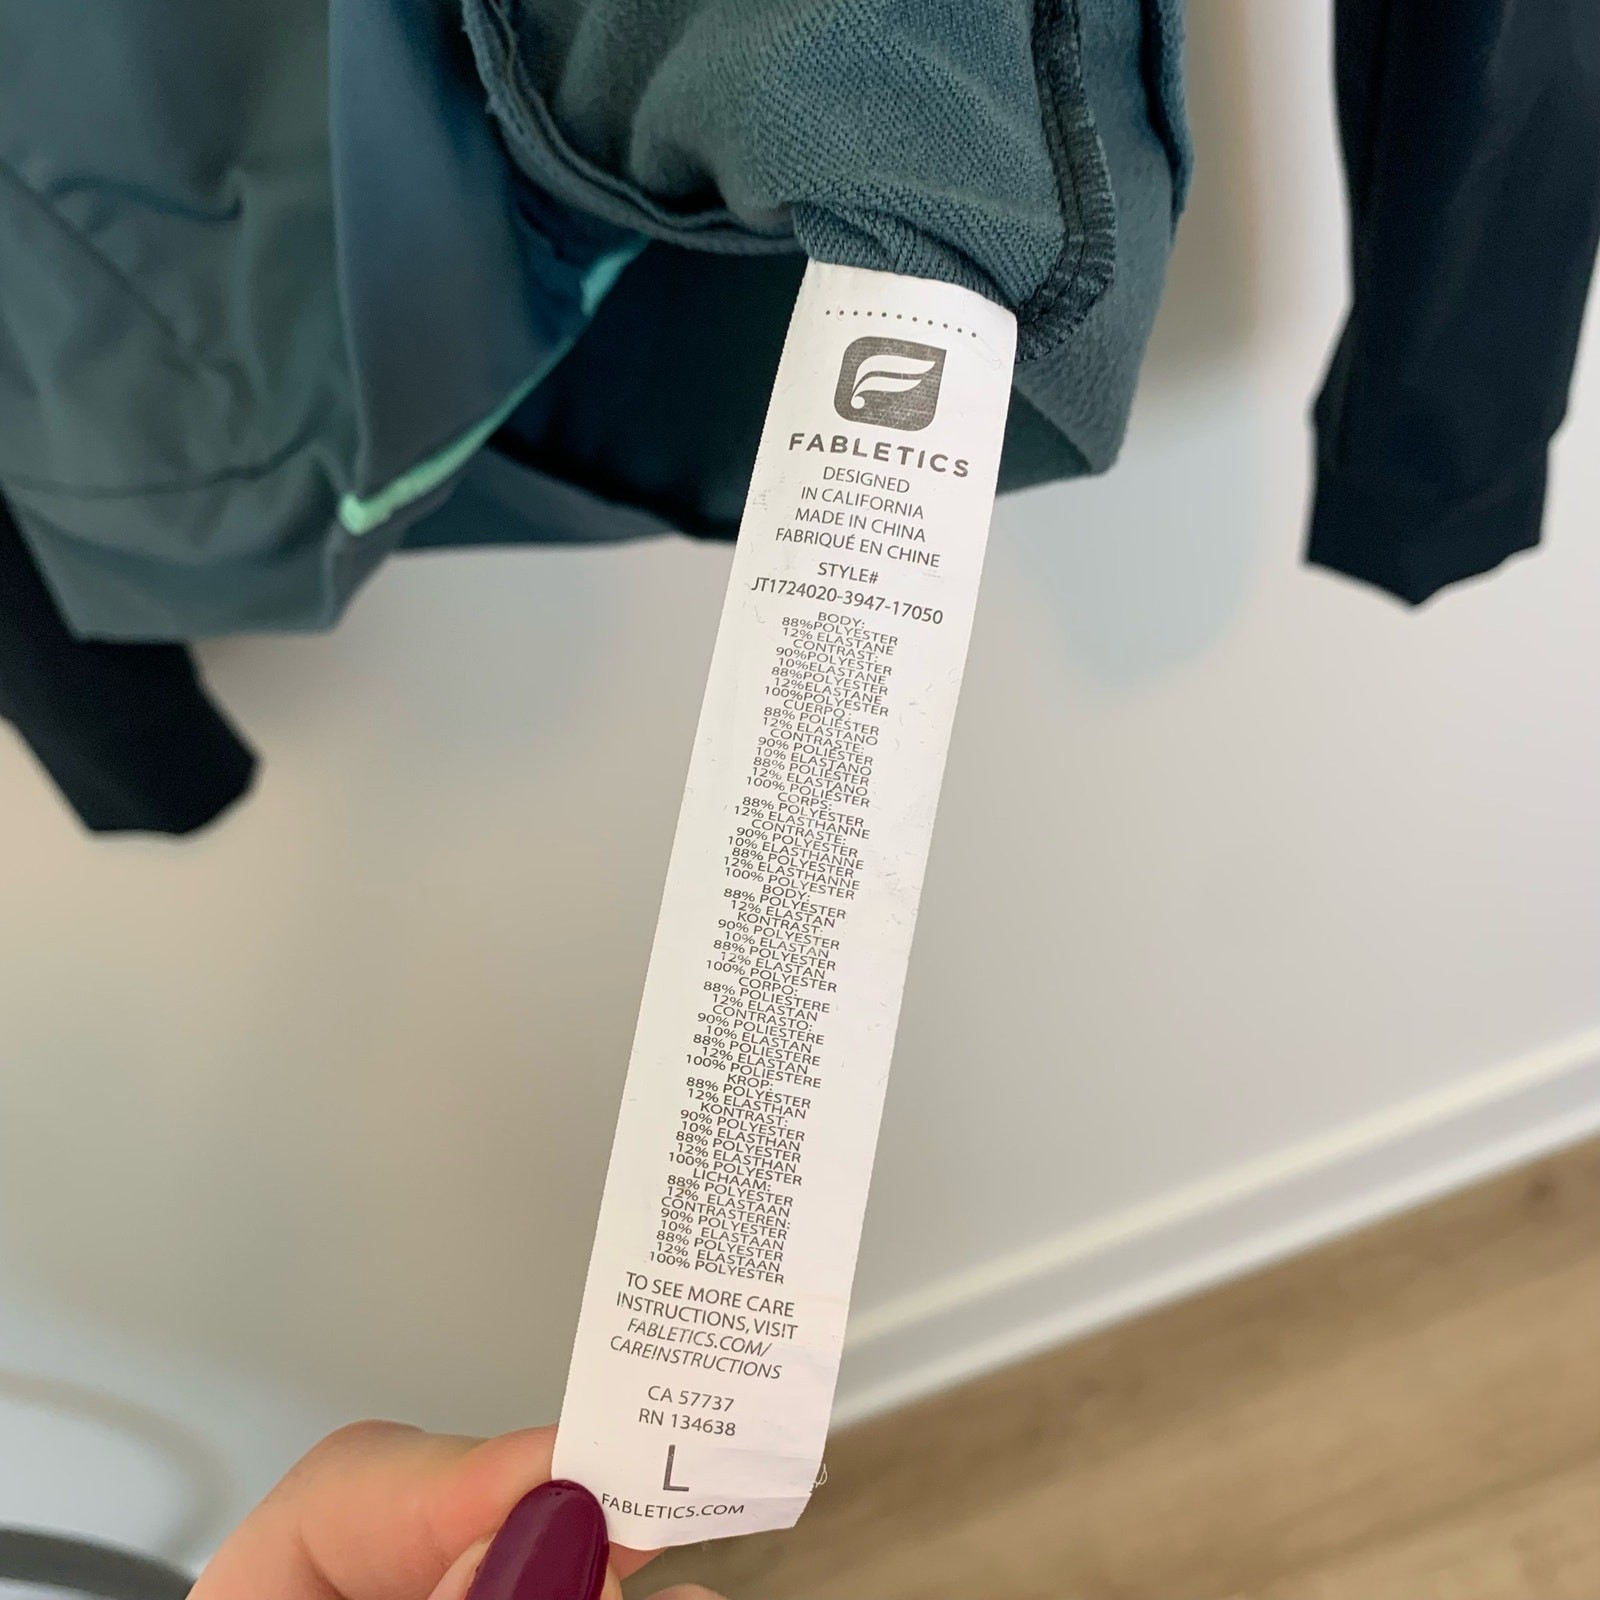 FABLETICS
DESIGNED
IN CALIFORNIA
MADE IN CHINA
FABRIQUÉ EN CHINE
STYLE#
JT1724020-3947-17050
BODY:
88%POLYESTER
12% ELASTANE
CONTRAST:
90%POLYESTER
10%ELASTANE
88%POLYESTER
12%ELASTANE
100%POLYESTER
CUERPO:
88% POLIÉSTER
12% ELASTANO
CONTRASTE:
90% POLIÉSTER
10% ELASTANO
88% POLIÉSTER
12% ELASTANO
100% POLIÉSTER
CORPS:
88% POLYESTER
12% ELASTHANNE
CONTRASTE:
90% POLYESTER
10% ELASTHANNE
88% POLYESTER
12% ELASTHANNE
100% POLYESTER
BODY:
88% POLYESTER
12% ELASTAN
KONTRAST:
90% POLYESTER
10% ELASTAN
88% POLYESTER
12% ELASTAN
100% POLYESTER
CORPO:
88% POLIESTERE
12% ELASTAN
CONTRASTO:
90% POLIESTERE
10% ELASTAN
88% POLIESTERE
12% ELASTAN
100% POLIESTERE
KROP:
88% POLYESTER
12% ELASTHAN
KONTRAST:
90% POLYESTER
10% ELASTHAN
88% POLYESTER
12% ELASTHAN
100% POLYESTER
LICHAAM:
88% POLYESTER
12% ELASTAAN
CONTRASTEREN:
90% POLYESTER
10% ELASTAAN
88% POLYESTER
12% ELASTAAN
100% POLYESTER
TO SEE MORE CARE
INSTRUCTIONS, VISIT
FABLETICS.COM/
CAREINSTRUCTIONS
CA 57737
RN 134638
L
FABLETICS.COM